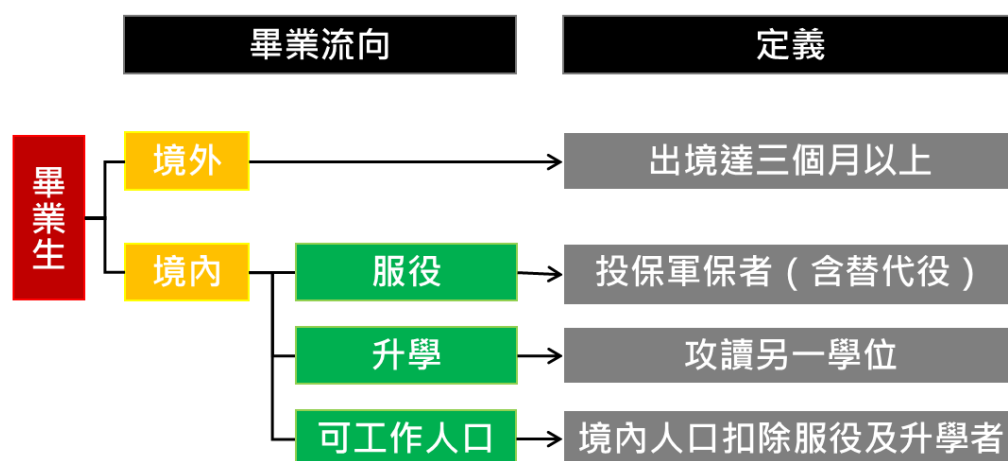 畢業流向
定義
畢業生
境外
出境達三個月以上
境內
服役
投保軍保者（含替代役）
升學
攻讀另一學位
可工作人口
境內人口扣除服役及升學者